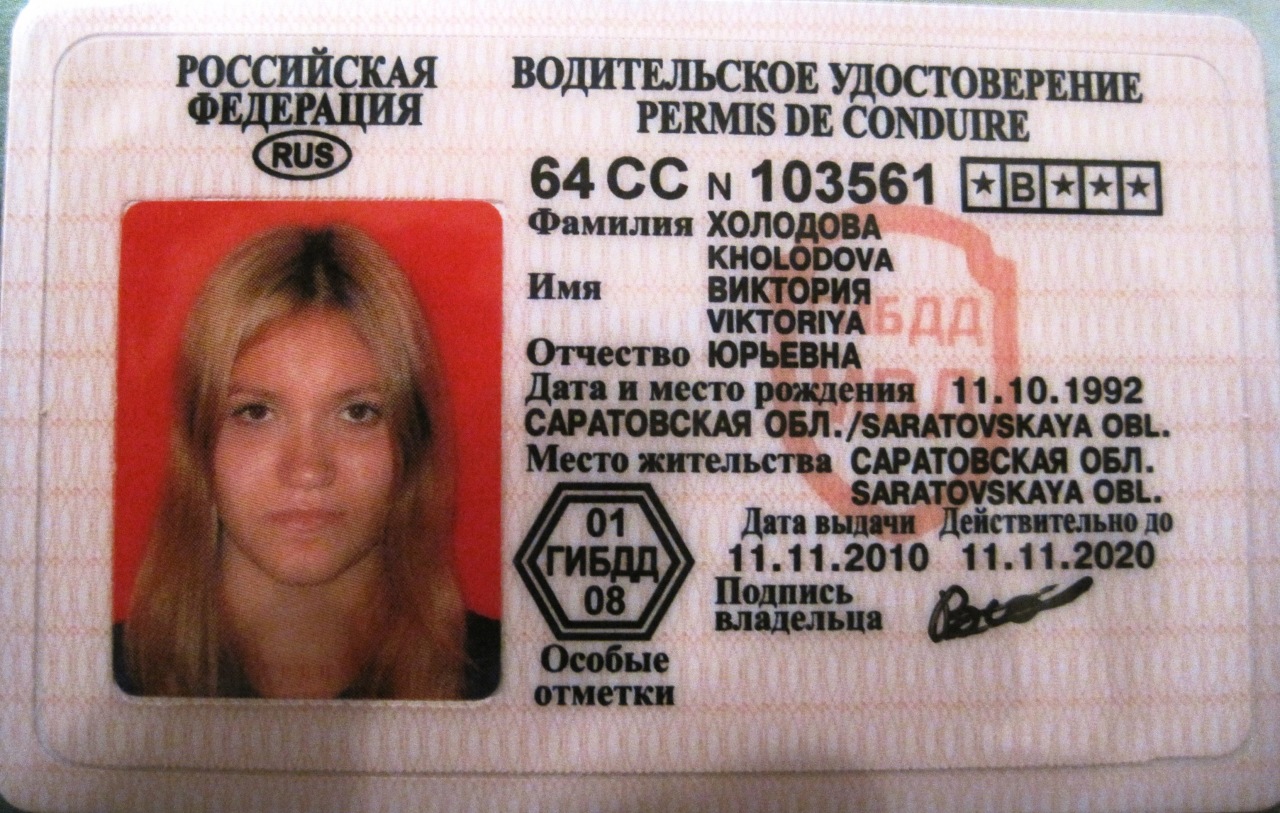 РОССИЙСКАЯ
ФЕДЕРАЦИЯ
RUS
ВОДИТЕЛЬСКОЕ УДОСТОВЕРЕНИЕ
PERMIS DE CONDUIRE
64 СС N 103561 ★ B ★ ★ ★
Фамилия ХОЛОДОВА
KHOLODOVA
Имя ВИКТОРИЯ
VIKTORIYA
Отчество ЮРЬЕВНА
Дата и место рождения 11.10.1992
САРАТОВСКАЯ ОБЛ./SARATOVSKAYA OBL.
Место жительства САРАТОВСКАЯ ОБЛ.
SARATOVSKAYA OBL.
01
ГИБДД
08
Дата выдачи Действительно до
11.11.2010 11.11.2020
Подпись
владельца
Особые
отметки